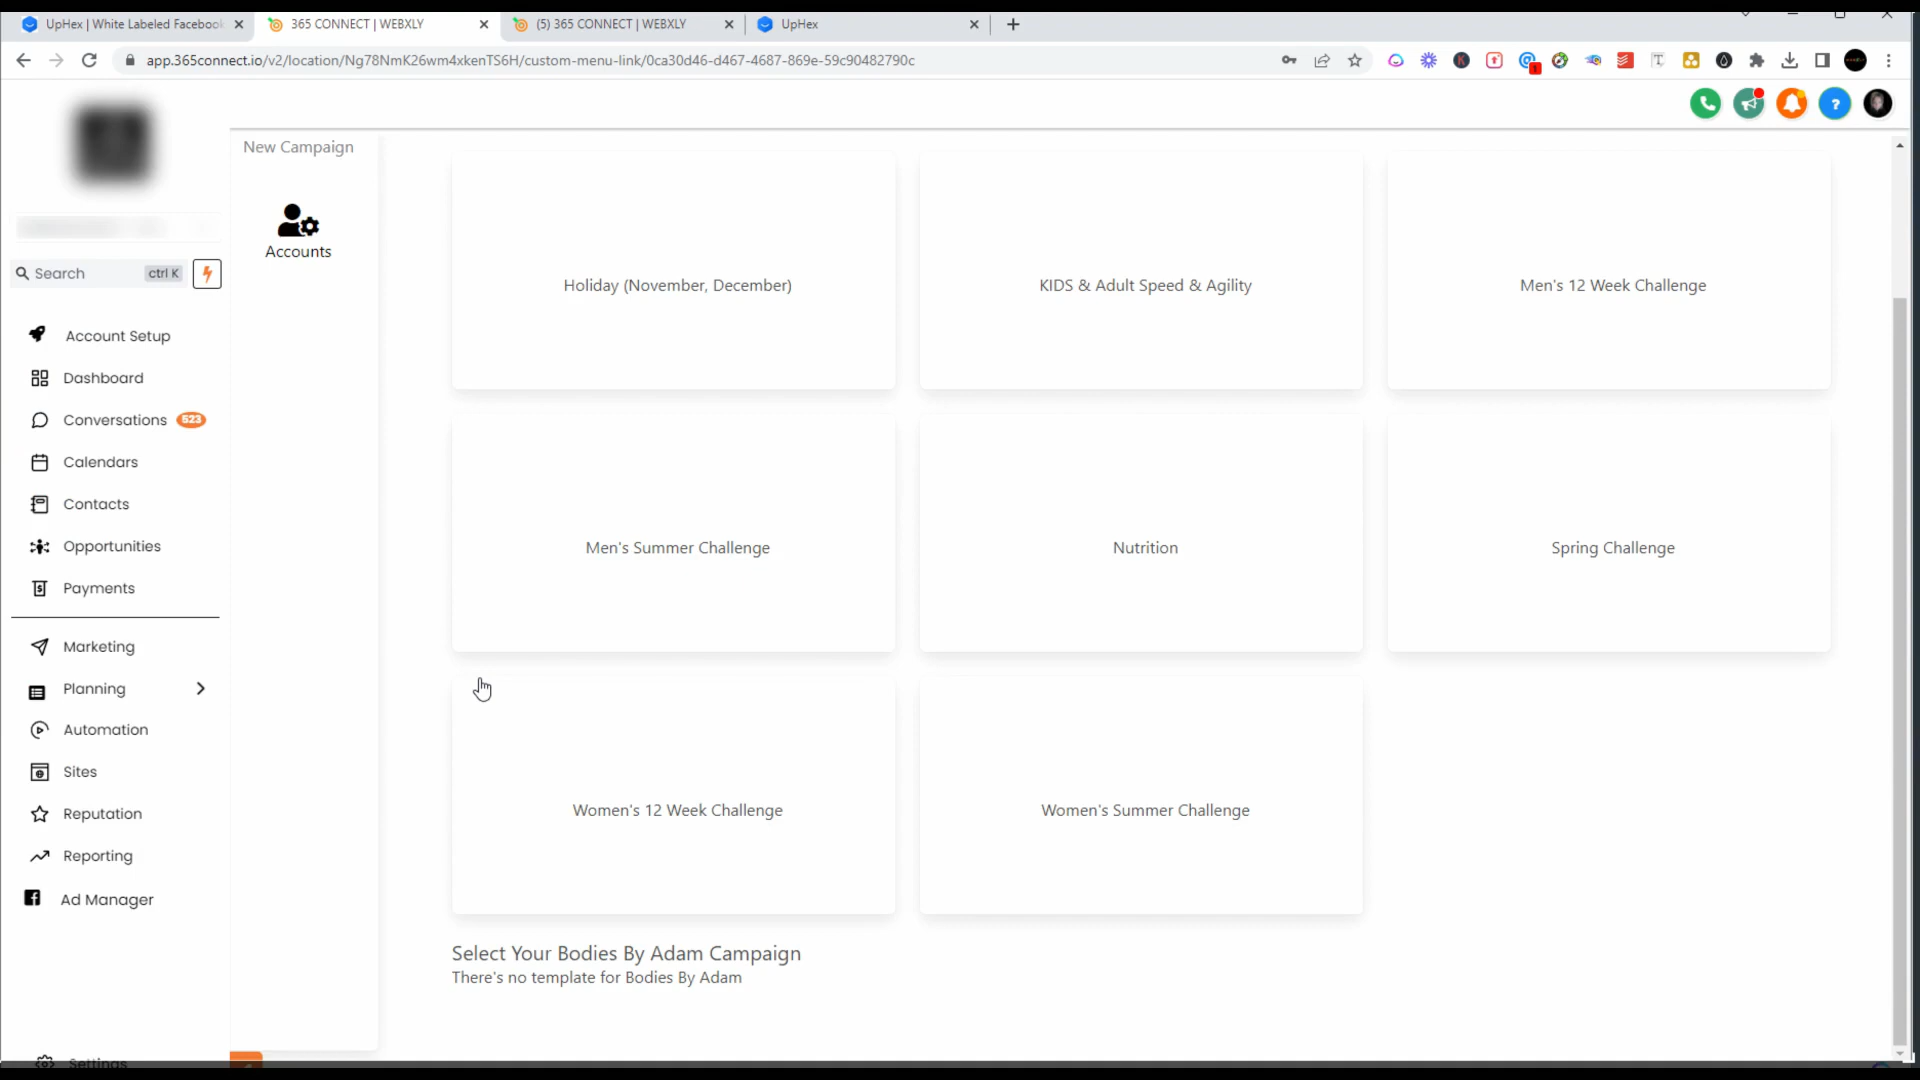 UpHex | White Labeled Facebook
365 CONNECT | WEBXLY
(5) 365 CONNECT | WEBXLY
UpHex
app.365connect.io/v2/location/Ng78NmK26wm4xkenTS6H/custom-menu-link/0ca30d46-d467-4687-869e-59c90482790c
New Campaign
Accounts
Search
ctrl K
Account Setup
Dashboard
Conversations 523
Calendars
Contacts
Opportunities
Payments
Marketing
Planning
Automation
Sites
Reputation
Reporting
Ad Manager
Settings
Holiday (November, December)
KIDS & Adult Speed & Agility
Men's 12 Week Challenge
Men's Summer Challenge
Nutrition
Spring Challenge
Women's 12 Week Challenge
Women's Summer Challenge
Select Your Bodies By Adam Campaign
There's no template for Bodies By Adam